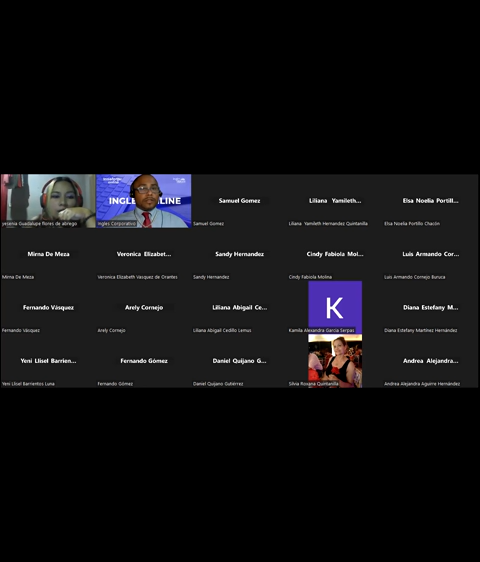 yesenia Guadalupe flores de abrego
INGLES ONLINE
Ingles Corporativo
Samuel Gomez
Samuel Gomez
Liliana Yamileth...
Liliana Yamileth Hernandez Quintanilla
Elsa Noelia Portill...
Elsa Noelia Portillo Chacón
Mirna De Meza
Mirna De Meza
Veronica Elizabet...
Veronica Elizabeth Vasquez de Orantes
Sandy Hernandez
Sandy Hernandez
Cindy Fabiola Mol...
Cindy Fabiola Molina
Luis Armando Cor...
Luis Armando Cornejo Buruca
Fernando Vásquez
Fernando Vásquez
Arely Cornejo
Arely Cornejo
Liliana Abigail Ce...
Liliana Abigail Cedillo Lemus
K
Kamila Alexandra Garcia Serpas
Diana Estefany M...
Diana Estefany Martínez Hernández
Yeni Llisel Barrien...
Yeni Llisel Barrientos Luna
Fernando Gómez
Fernando Gómez
Daniel Quijano G...
Daniel Quijano Gutiérrez
Silvia Roxana Quintanilla
Andrea Alejandra...
Andrea Alejandra Aguirre Hernández